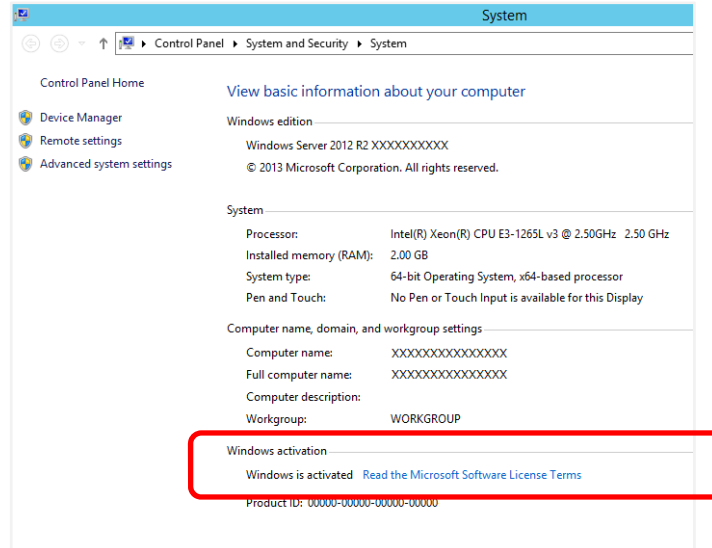 System
Control Panel ▸ System and Security ▸ System
Control Panel Home
Device Manager
Remote settings
Advanced system settings
View basic information about your computer
Windows edition
Windows Server 2012 R2 XXXXXXXXXX
© 2013 Microsoft Corporation. All rights reserved.
System
Processor: Intel(R) Xeon(R) CPU E3-1265L v3 @ 2.50GHz 2.50 GHz
Installed memory (RAM): 2.00 GB
System type: 64-bit Operating System, x64-based processor
Pen and Touch: No Pen or Touch Input is available for this Display
Computer name, domain, and workgroup settings
Computer name: XXXXXXXXXXXXXXX
Full computer name: XXXXXXXXXXXXXXX
Computer description:
Workgroup: WORKGROUP
Windows activation
Windows is activated Read the Microsoft Software License Terms
Product ID: 00000-00000-00000-00000